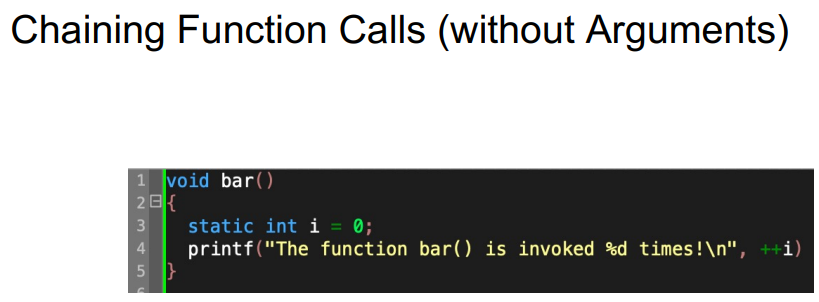 Chaining Function Calls (without Arguments)
1 void bar()
2 {
3 static int i = 0;
4 printf("The function bar() is invoked %d times!\n", ++i)
5 }